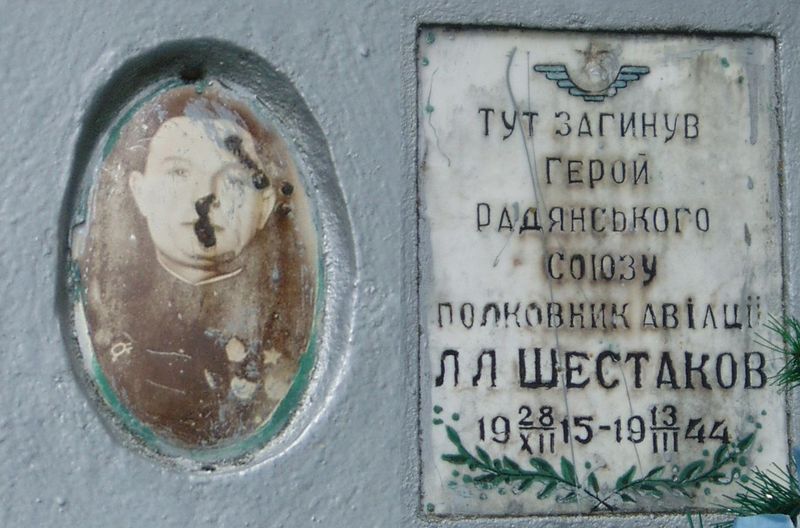 ТУТ ЗАГИНУВ
ГЕРОЙ
РАДЯНСЬКОГО
СОЮЗУ
ПОЛКОВНИК АВІАЦІЇ
Л Л ШЕСТАКОВ
19 28/XII 15-19 13/III 44